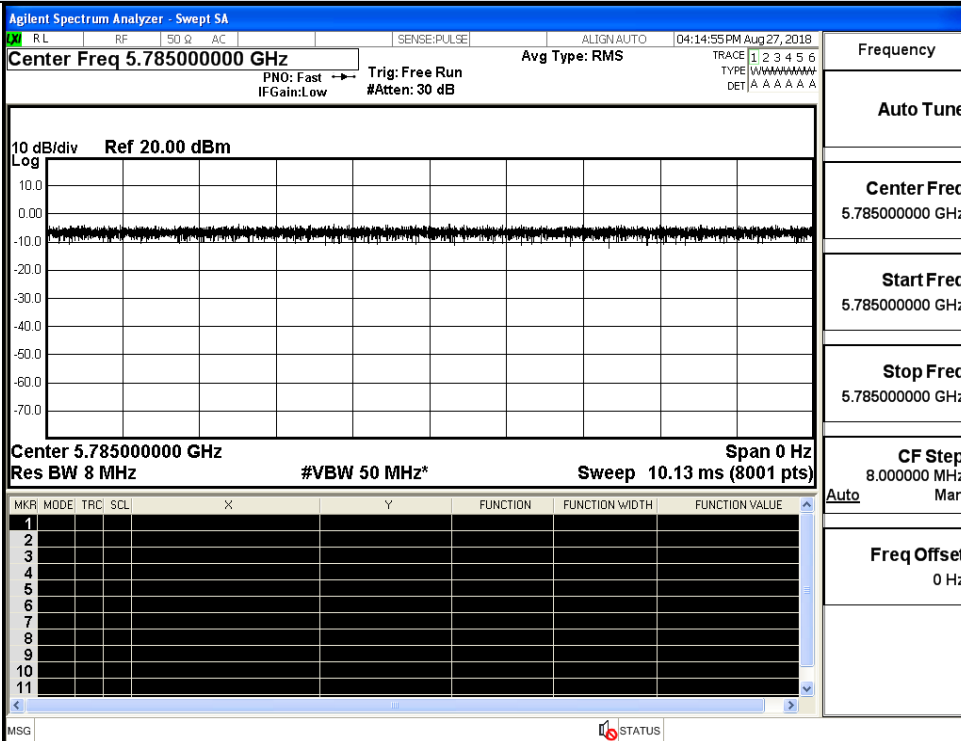 Agilent Spectrum Analyzer - Swept SA
LXI RL RF 50 Ω AC SENSE:PULSE ALIGN AUTO 04:14:55 PM Aug 27, 2018
Center Freq 5.785000000 GHz
PNO: Fast
IFGain:Low
Trig: Free Run
#Atten: 30 dB
Avg Type: RMS
TRACE 1 2 3 4 5 6
TYPE WWWWWW
DET A A A A A A
10 dB/div Ref 20.00 dBm
Log
10.0
0.00
-10.0
-20.0
-30.0
-40.0
-50.0
-60.0
-70.0
Center 5.785000000 GHz Span 0 Hz
Res BW 8 MHz #VBW 50 MHz* Sweep 10.13 ms (8001 pts)
MKR MODE TRC SCL X Y FUNCTION FUNCTION WIDTH FUNCTION VALUE
1
2
3
4
5
6
7
8
9
10
11
MSG STATUS
Frequency
Auto Tune
Center Freq
5.785000000 GHz
Start Freq
5.785000000 GHz
Stop Freq
5.785000000 GHz
CF Step
8.000000 MHz
Auto Man
Freq Offset
0 Hz